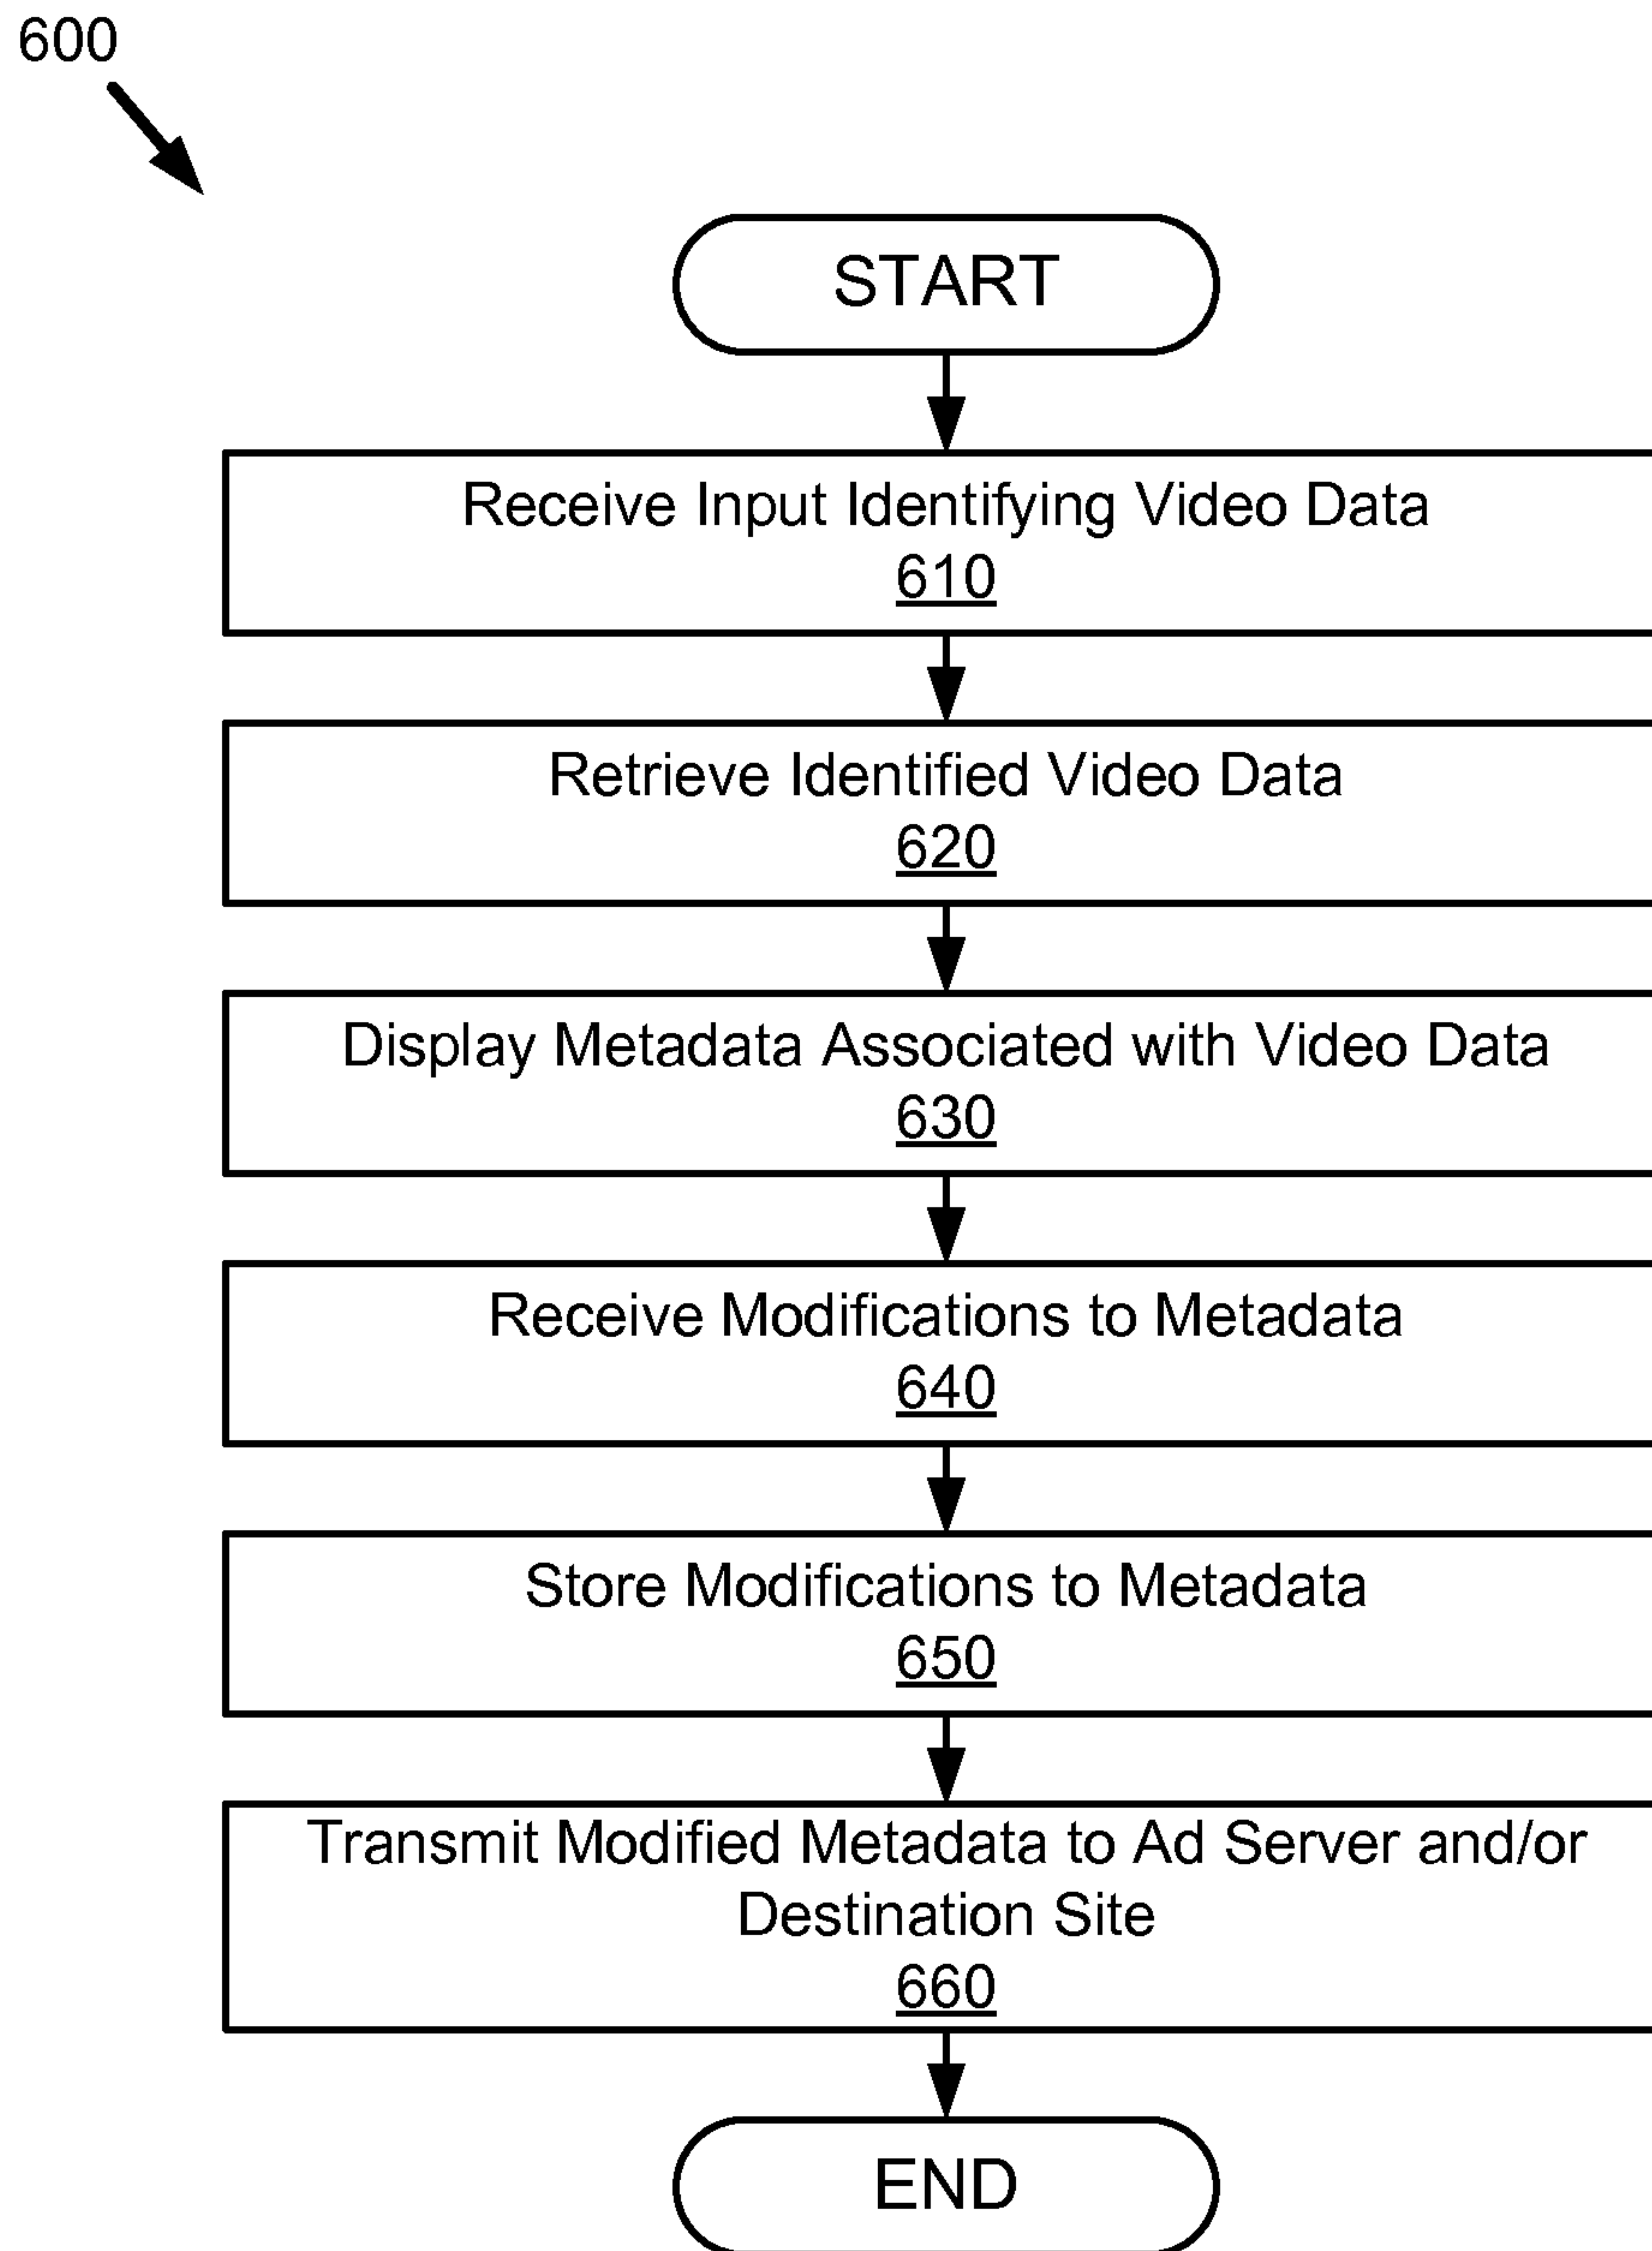 600
START
Receive Input Identifying Video Data
610
Retrieve Identified Video Data
620
Display Metadata Associated with Video Data
630
Receive Modifications to Metadata
640
Store Modifications to Metadata
650
Transmit Modified Metadata to Ad Server and/or
Destination Site
660
END